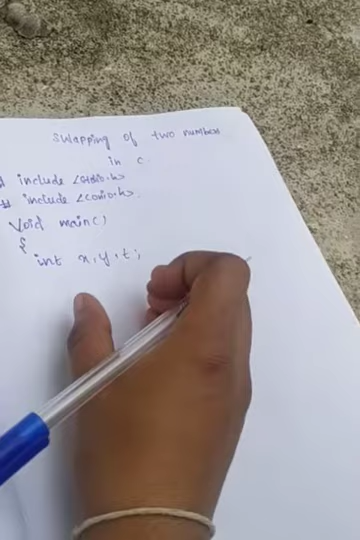 Swapping of two numbers
in c.
# include <stdio.h>
# include <conio.h>.
Void main()
{
int x,y,t;